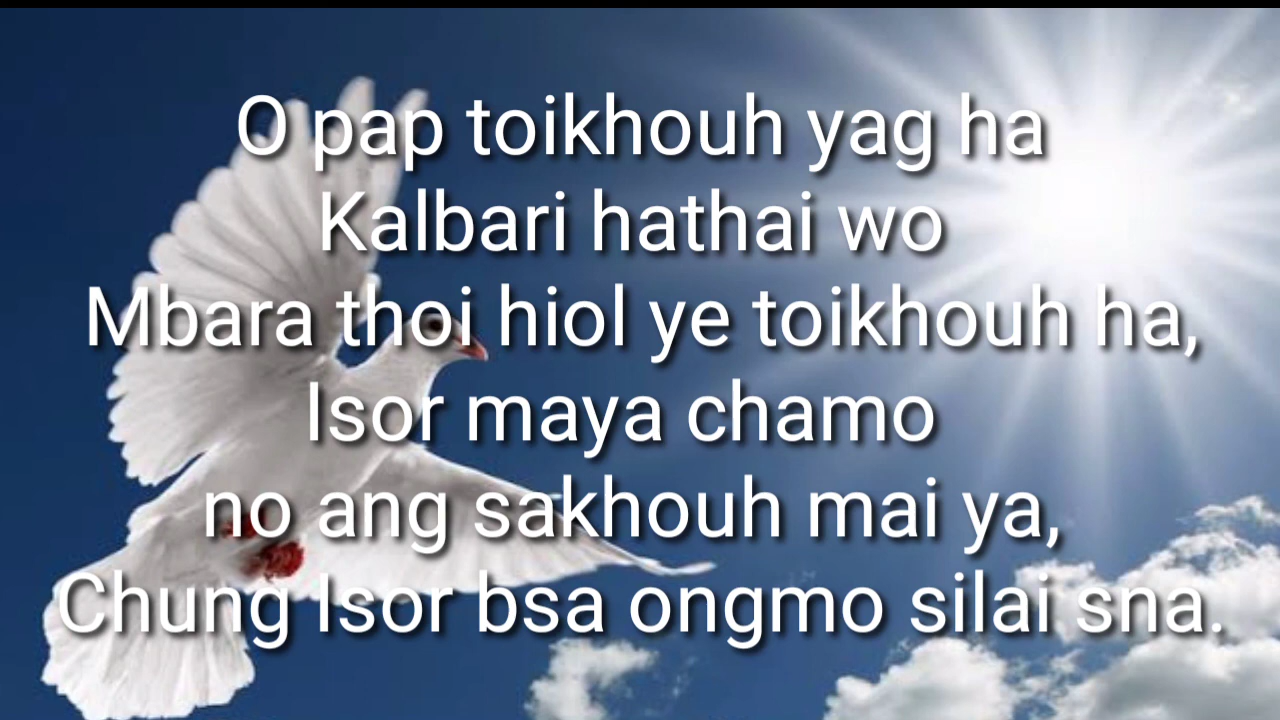 O pap toikhouh yag ha
Kalbari hathai wo
Mbara thoi hiol ye toikhouh ha,
Isor maya chamo
no ang sakhouh mai ya,
Chung Isor bsa ongmo silai sna.